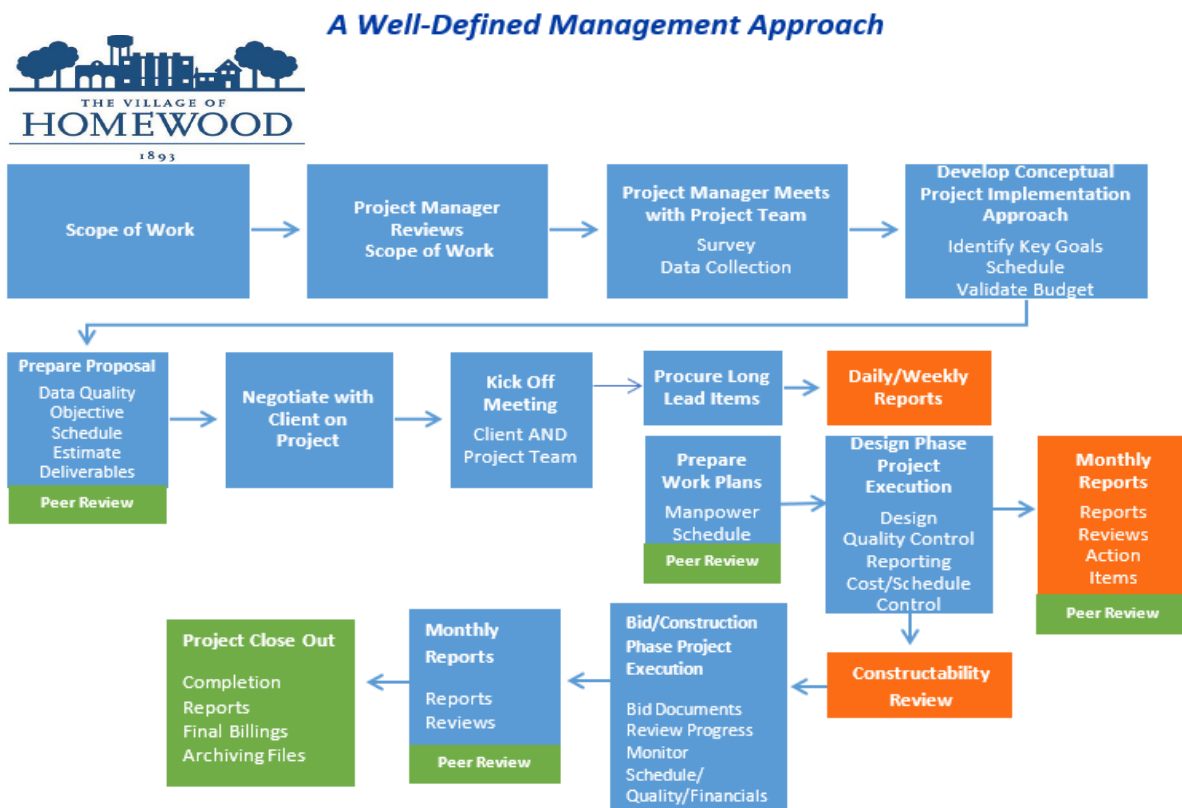 A Well-Defined Management Approach
THE VILLAGE OF
HOMEWOOD
1893
Scope of Work
Project Manager
Reviews
Scope of Work
Project Manager Meets
with Project Team
Survey
Data Collection
Develop Conceptual
Project Implementation
Approach
Identify Key Goals
Schedule
Validate Budget
Prepare Proposal
Data Quality
Objective
Schedule
Estimate
Deliverables
Peer Review
Negotiate with
Client on
Project
Kick Off
Meeting
Client AND
Project Team
Procure Long
Lead Items
Daily/Weekly
Reports
Prepare
Work Plans
Manpower
Schedule
Peer Review
Design Phase
Project
Execution
Design
Quality Control
Reporting
Cost/Schedule
Control
Monthly
Reports
Reports
Reviews
Action
Items
Peer Review
Constructability
Review
Bid/Construction
Phase Project
Execution
Bid Documents
Review Progress
Monitor
Schedule/
Quality/Financials
Monthly
Reports
Reports
Reviews
Peer Review
Project Close Out
Completion
Reports
Final Billings
Archiving Files